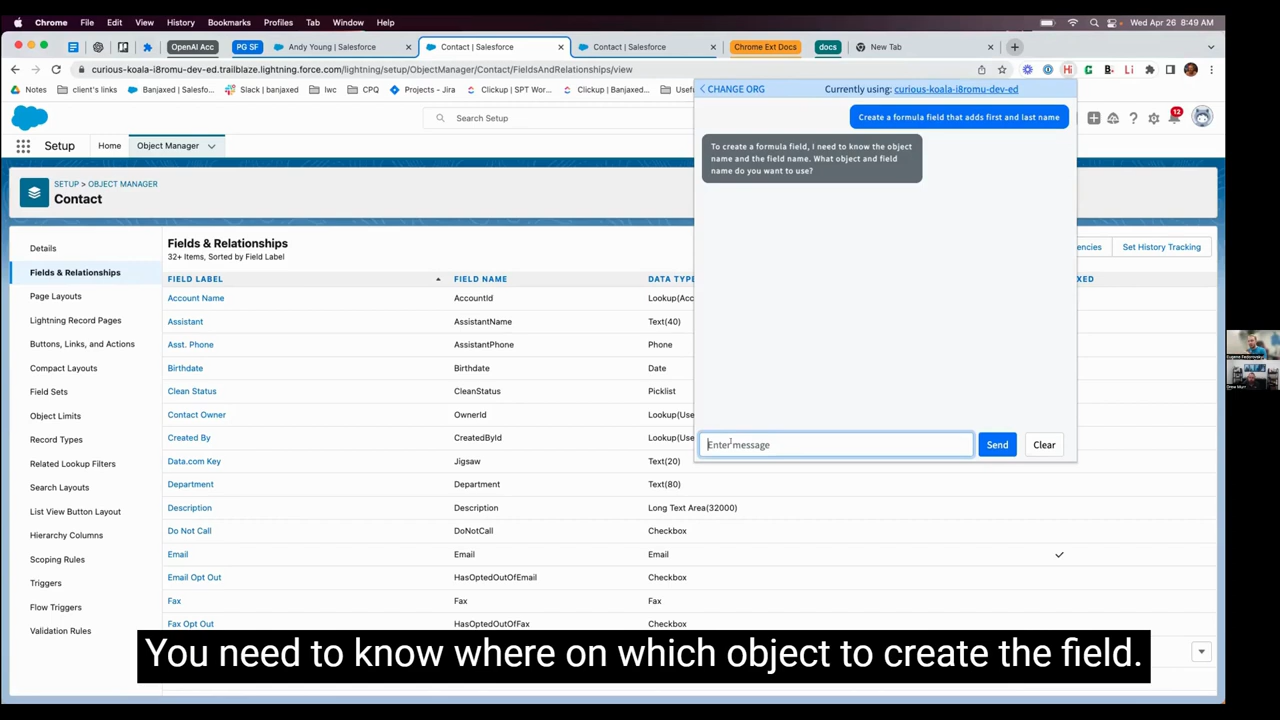 Chrome File Edit View History Bookmarks Profiles Tab Window Help Wed Apr 26 8:49 AM
OpenAI Acc PG SF Andy Young | Salesforce Contact | Salesforce Contact | Salesforce Chrome Ext Docs docs New Tab
curious-koala-i8romu-dev-ed.trailblaze.lightning.force.com/lightning/setup/ObjectManager/Contact/FieldsAndRelationships/view
Notes client's links Banjaxed | Salesfo... Slack | banjaxed lwc CPQ Projects - Jira Clickup | SPT Wor... Clickup | Banjaxed... Usefu
CHANGE ORG Currently using: curious-koala-i8romu-dev-ed
Search Setup
12
Create a formula field that adds first and last name
Setup Home Object Manager
To create a formula field, I need to know the object
name and the field name. What object and field
name do you want to use?
SETUP > OBJECT MANAGER
Contact
Details
Fields & Relationships
Page Layouts
Lightning Record Pages
Buttons, Links, and Actions
Compact Layouts
Field Sets
Object Limits
Record Types
Related Lookup Filters
Search Layouts
List View Button Layout
Hierarchy Columns
Scoping Rules
Triggers
Flow Triggers
Validation Rules
Fields & Relationships
32+ Items, Sorted by Field Label
encies Set History Tracking
FIELD LABEL FIELD NAME DATA TYPE XED
Account Name AccountId Lookup(Acc
Assistant AssistantName Text(40)
Asst. Phone AssistantPhone Phone
Birthdate Birthdate Date
Clean Status CleanStatus Picklist
Contact Owner OwnerId Lookup(Use
Created By CreatedById Lookup(Use
Data.com Key Jigsaw Text(20)
Department Department Text(80)
Description Description Long Text Area(32000)
Do Not Call DoNotCall Checkbox
Email Email Email
Email Opt Out HasOptedOutOfEmail Checkbox
Fax Fax Fax
Fax Opt Out HasOptedOutOfFax Checkbox
Enter message Send Clear
You need to know where on which object to create the field.